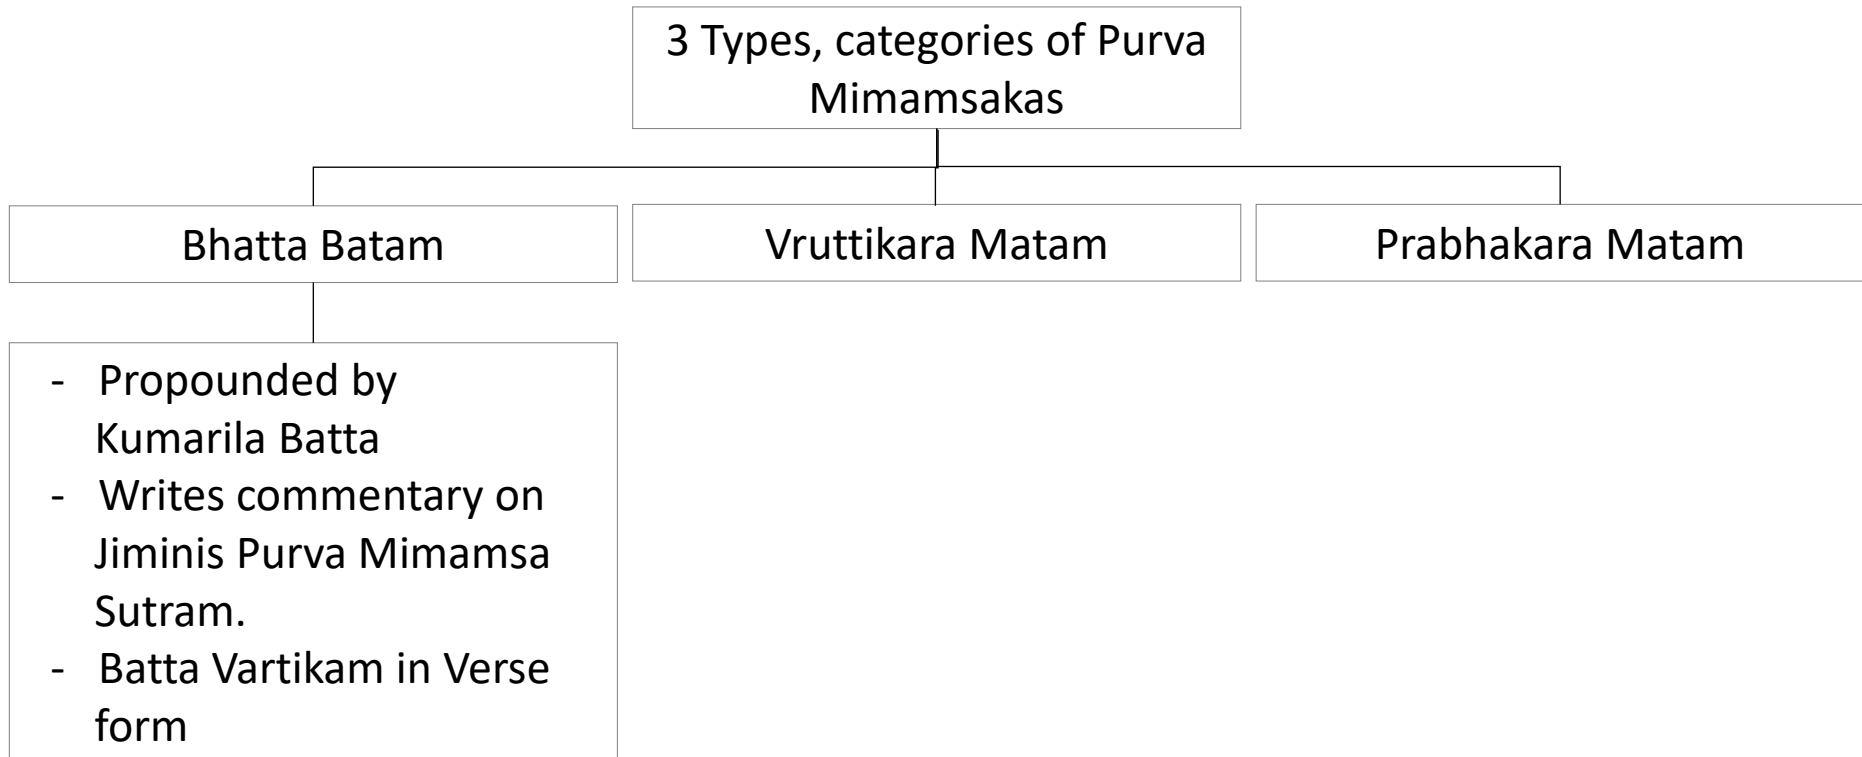 3 Types, categories of Purva
Mimamsakas
Bhatta Batam
Vruttikara Matam
Prabhakara Matam
- Propounded by
Kumarila Batta
- Writes commentary on
Jiminis Purva Mimamsa
Sutram.
- Batta Vartikam in Verse
form